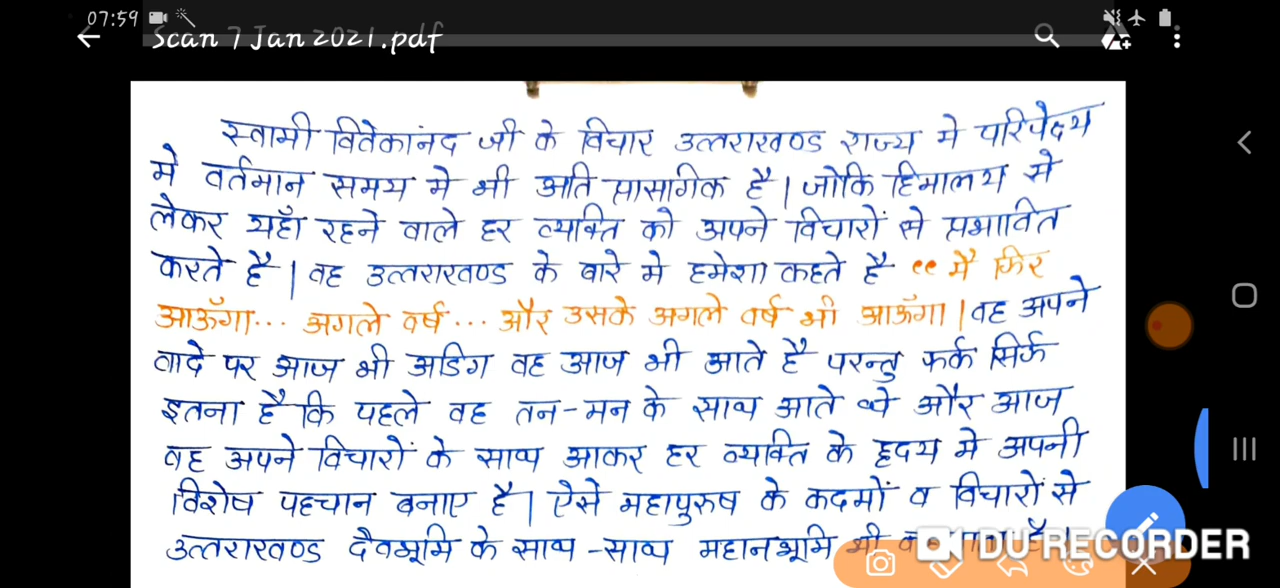 07:59
Scan 7 Jan 2021.pdf
स्वामी विवेकानंद जी के विचार उत्तराखण्ड राज्य मे परिपेक्ष्य
मे वर्तमान समय मे भी अति प्रासागिक है। जोकि हिमालय से
लेकर यहाँ रहने वाले हर व्यक्ति को अपने विचारों से प्रभावित
करते है। वह उत्तराखण्ड के बारे मे हमेशा कहते है “मैं फिर
आऊँगा... अगले वर्ष... और उसके अगले वर्ष भी आऊँगा। वह अपने
वादे पर आज भी अडिग वह आज भी आते है परन्तु फर्क सिर्फ
इतना है कि पहले वह तन-मन के साथ आते थे और आज
वह अपने विचारों के साथ आकर हर व्यक्ति के हृदय मे अपनी
विशेष पहचान बनाए है। ऐसे महापुरुष के कदमों व विचारों से
उत्तराखण्ड देवभूमि के साथ-साथ महानभूमि भी
DU RECORDER